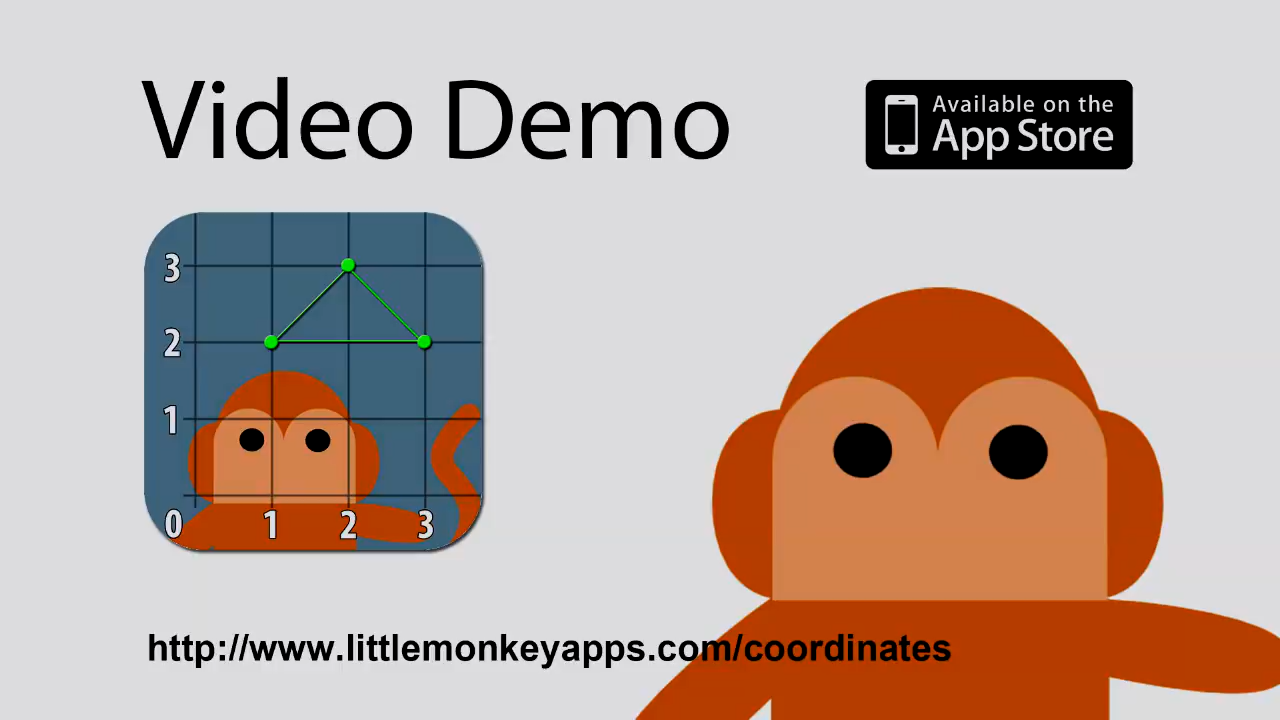 Video Demo
Available on the
App Store
3
2
1
0 1 2 3
http://www.littlemonkeyapps.com/coordinates